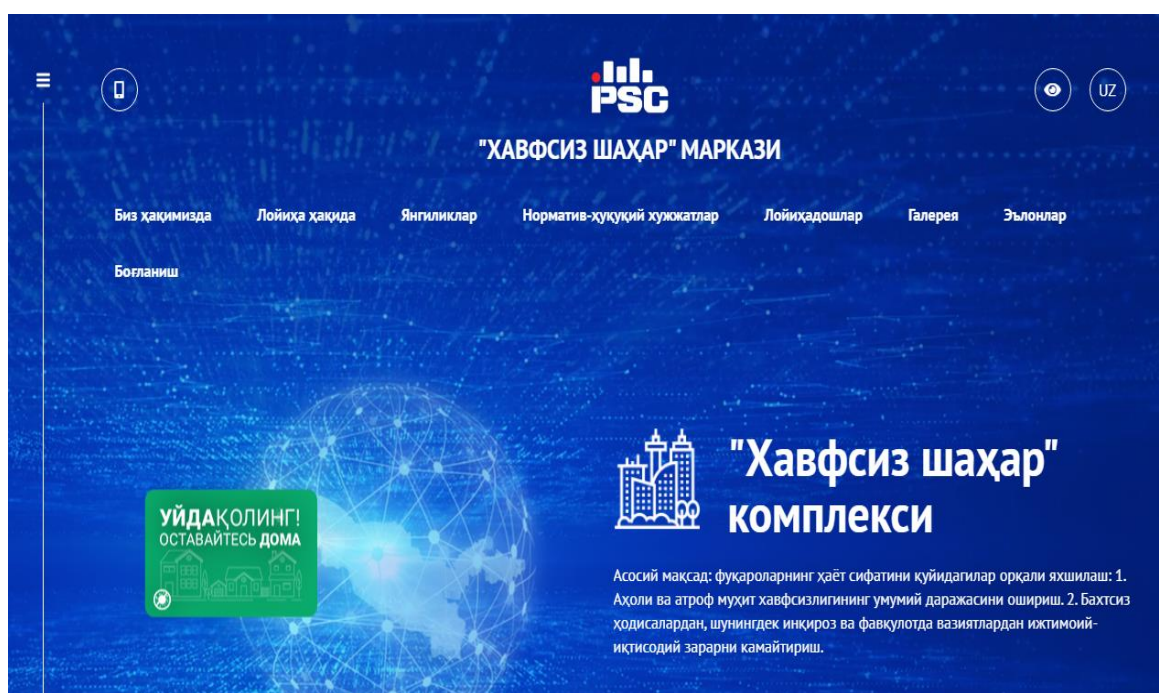 PSC
UZ
"ХАВФСИЗ ШАҲАР" МАРКАЗИ
Биз ҳақимизда Лойиҳа ҳақида Янгиликлар Норматив-ҳуқуқий хужжатлар Лойиҳадошлар Галерея Эълонлар
Боғланиш
"Хавфсиз шаҳар"
комплекси
УЙДАҚОЛИНГ!
ОСТАВАЙТЕСЬ ДОМА
Асосий мақсад: фуқароларнинг ҳаёт сифатини қуйидагилар орқали яхшилаш: 1.
Аҳоли ва атроф муҳит хавфсизлигининг умумий даражасини ошириш. 2. Бахтсиз
ҳодисалардан, шунингдек инқироз ва фавқулотда вазиятлардан ижтимоий-
иқтисодий зарарни камайтириш.